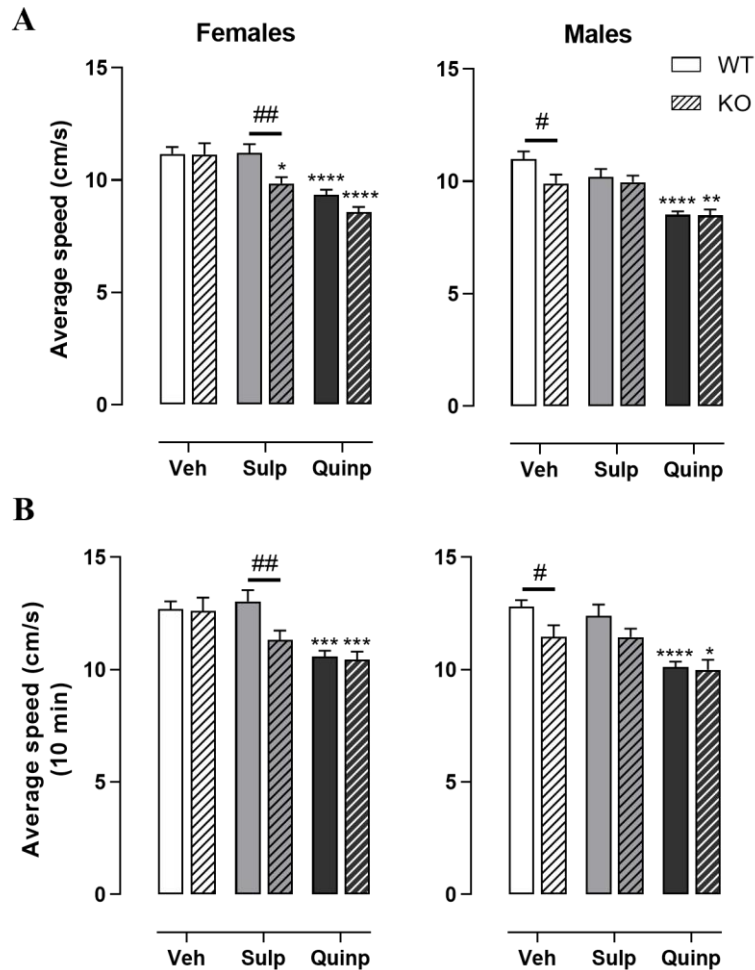 A
Females
Males
WT
KO
Average speed (cm/s)
15
10
5
0
##
*
****
****
Veh
Sulp
Quinp
15
10
5
0
#
****
**
Veh
Sulp
Quinp
B
Average speed (cm/s)
(10 min)
15
10
5
0
##
***
***
Veh
Sulp
Quinp
15
10
5
0
#
****
*
Veh
Sulp
Quinp